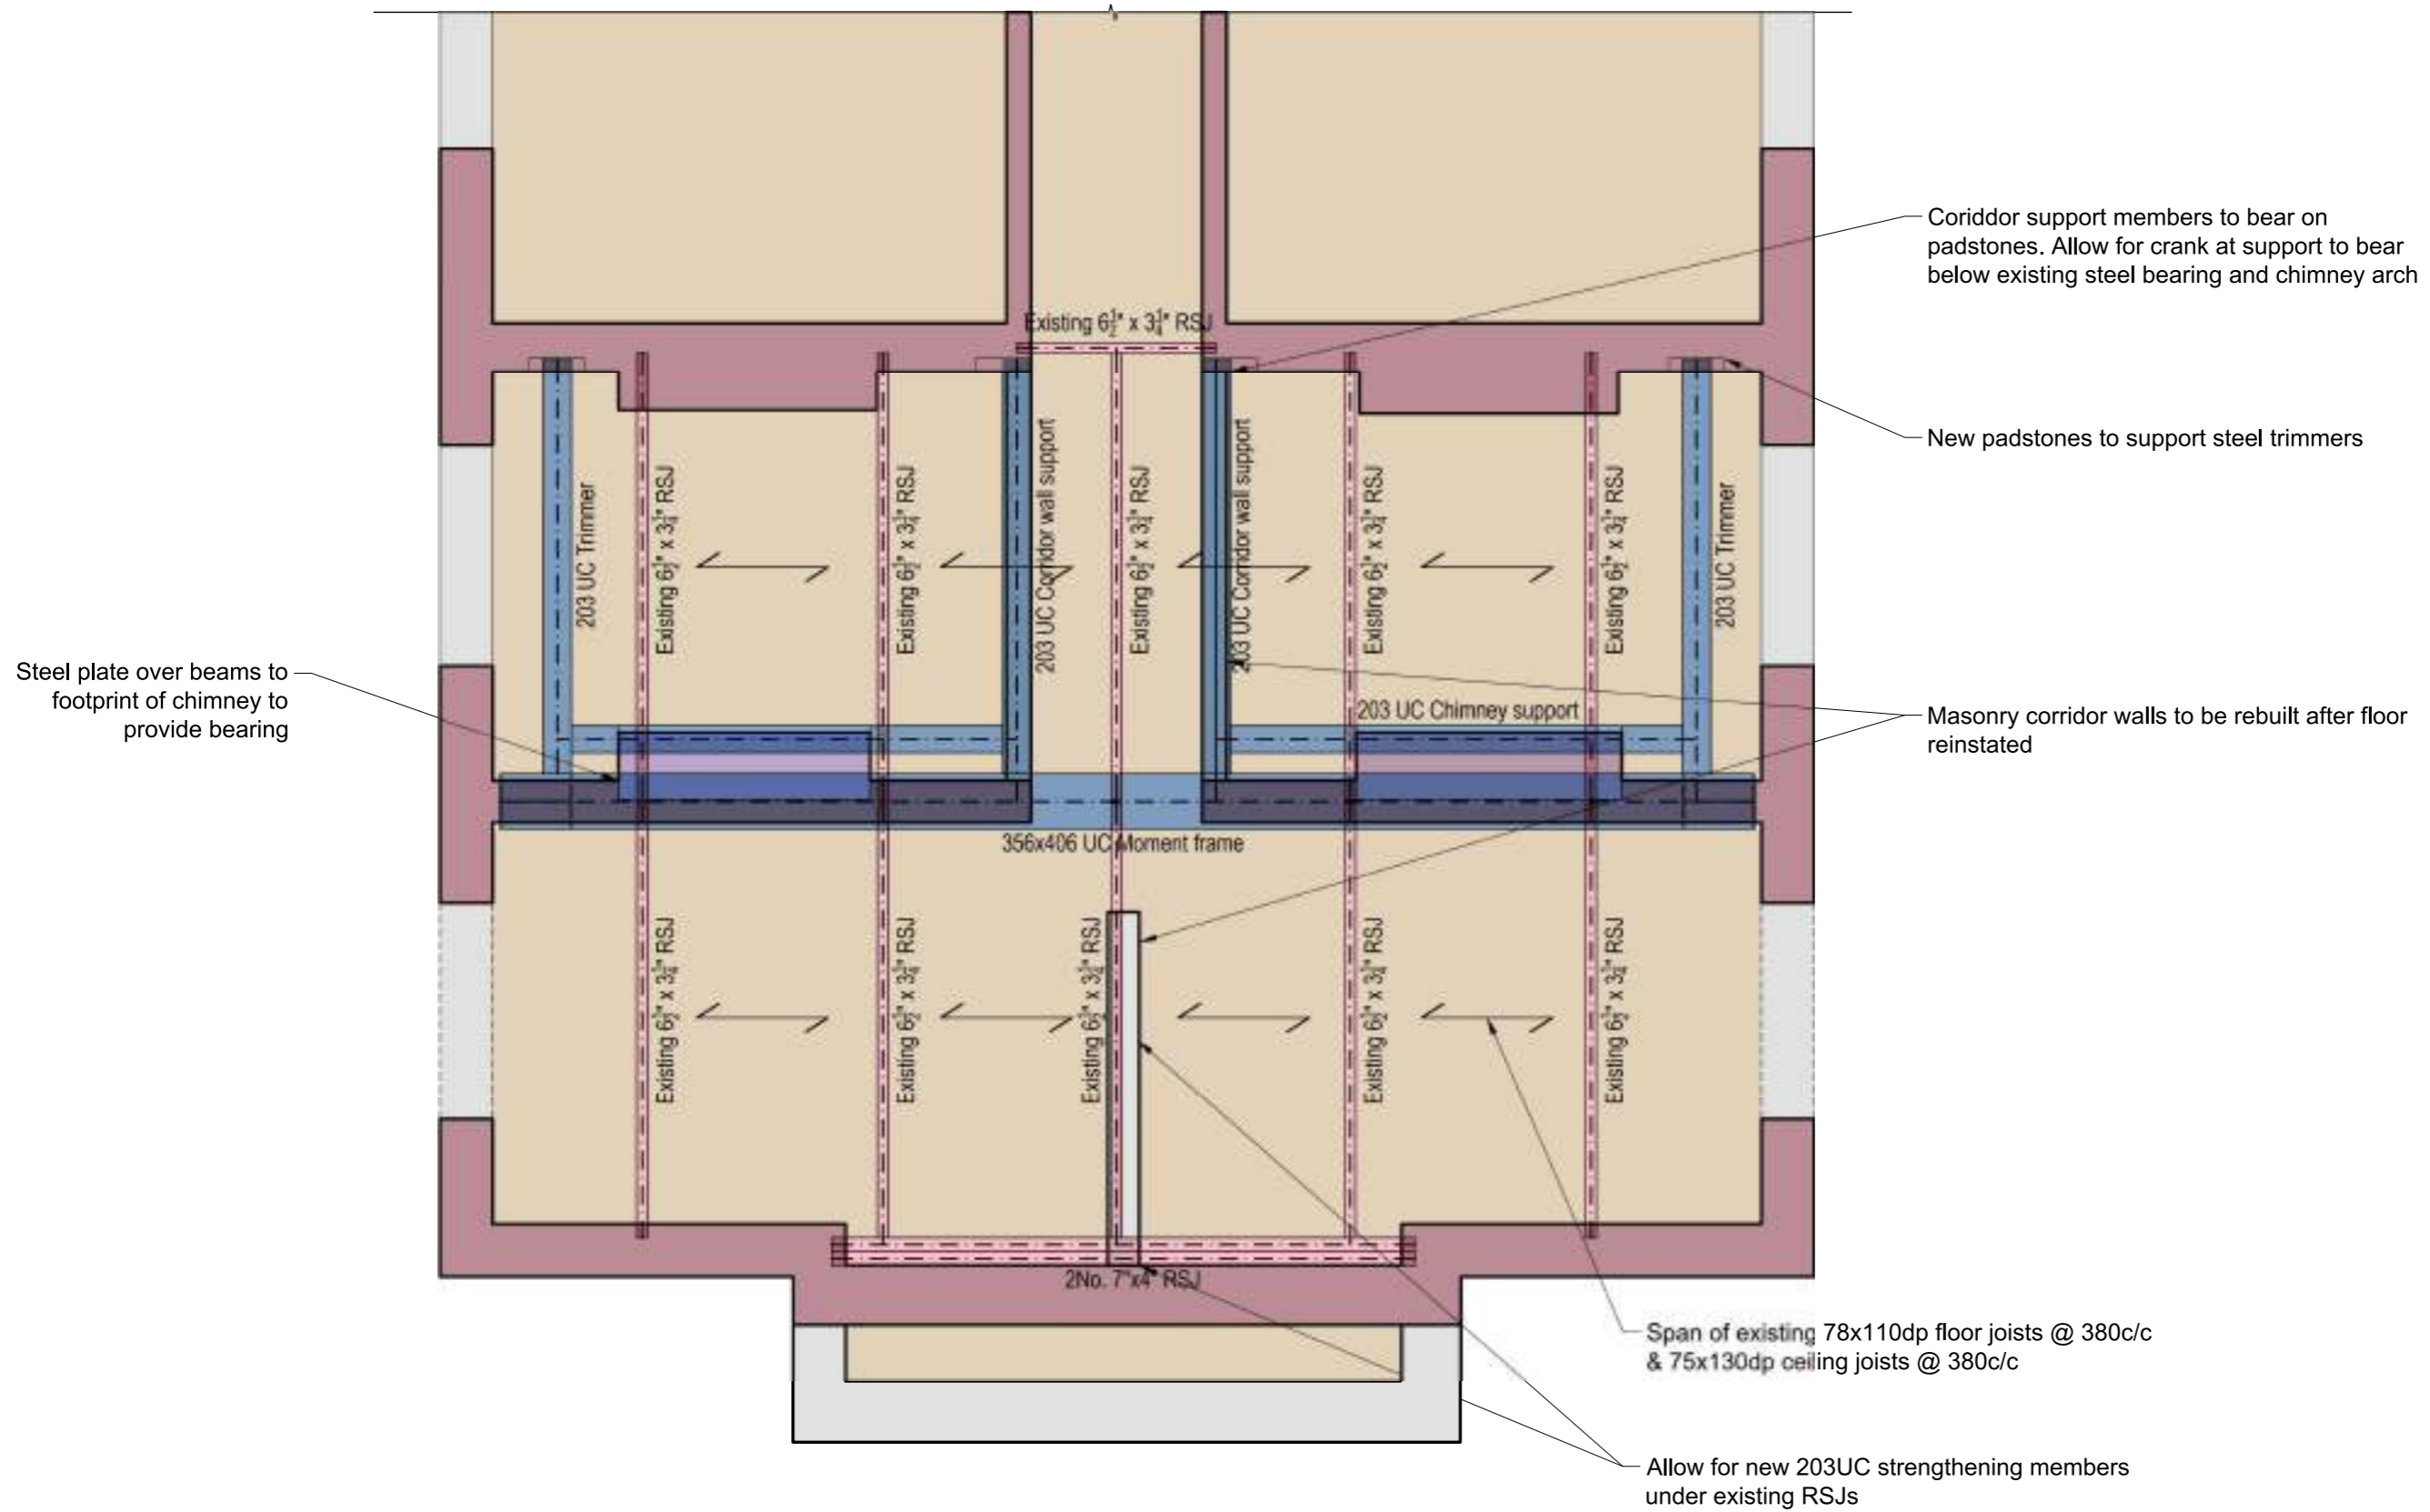 Coriddor support members to bear on
padstones. Allow for crank at support to bear
below existing steel bearing and chimney arch
Existing 6½" x 3¼" RSJ
New padstones to support steel trimmers
203 UC Trimmer
Existing 6½" x 3¼" RSJ
Existing 6½" x 3¼" RSJ
203 UC Corridor wall support
Existing 6½" x 3¼" RSJ
203 UC Corridor wall support
Existing 6½" x 3¼" RSJ
Existing 6½" x 3¼" RSJ
203 UC Trimmer
Steel plate over beams to
footprint of chimney to
provide bearing
203 UC Chimney support
Masonry corridor walls to be rebuilt after floor
reinstated
356x406 UC Moment frame
Existing 6½" x 3¼" RSJ
Existing 6½" x 3¼" RSJ
Existing 6½" x 3¼" RSJ
Existing 6½" x 3¼" RSJ
Existing 6½" x 3¼" RSJ
2No. 7"x4" RSJ
Span of existing 78x110dp floor joists @ 380c/c
& 75x130dp ceiling joists @ 380c/c
Allow for new 203UC strengthening members
under existing RSJs